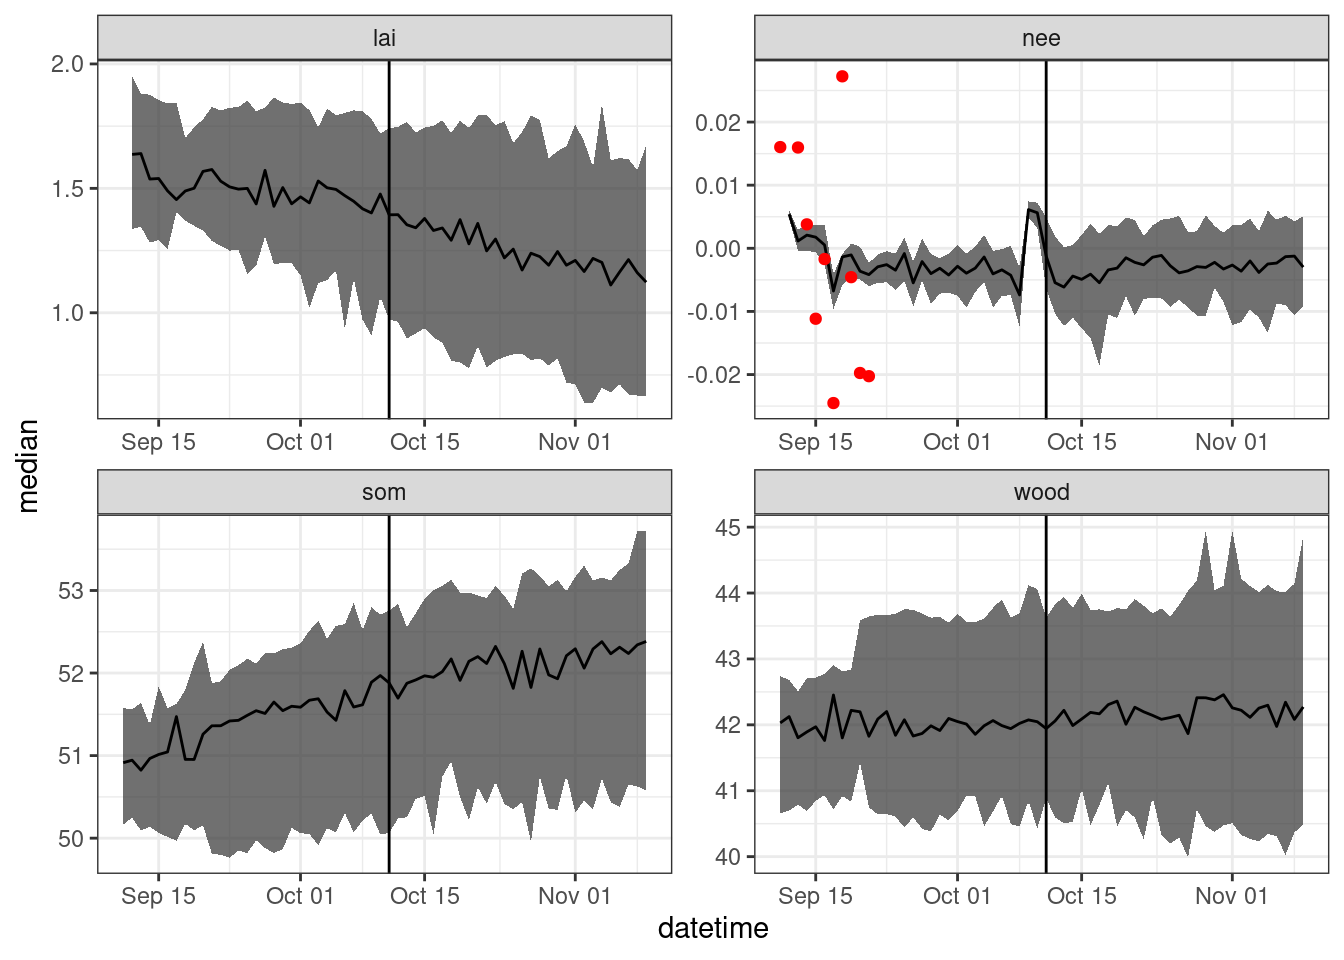 lai
nee
2.0
1.5
1.0
0.02
0.01
0.00
-0.01
-0.02
Sep 15
Oct 01
Oct 15
Nov 01
Sep 15
Oct 01
Oct 15
Nov 01
median
som
wood
53
52
51
50
45
44
43
42
41
40
Sep 15
Oct 01
Oct 15
Nov 01
Sep 15
Oct 01
Oct 15
Nov 01
datetime